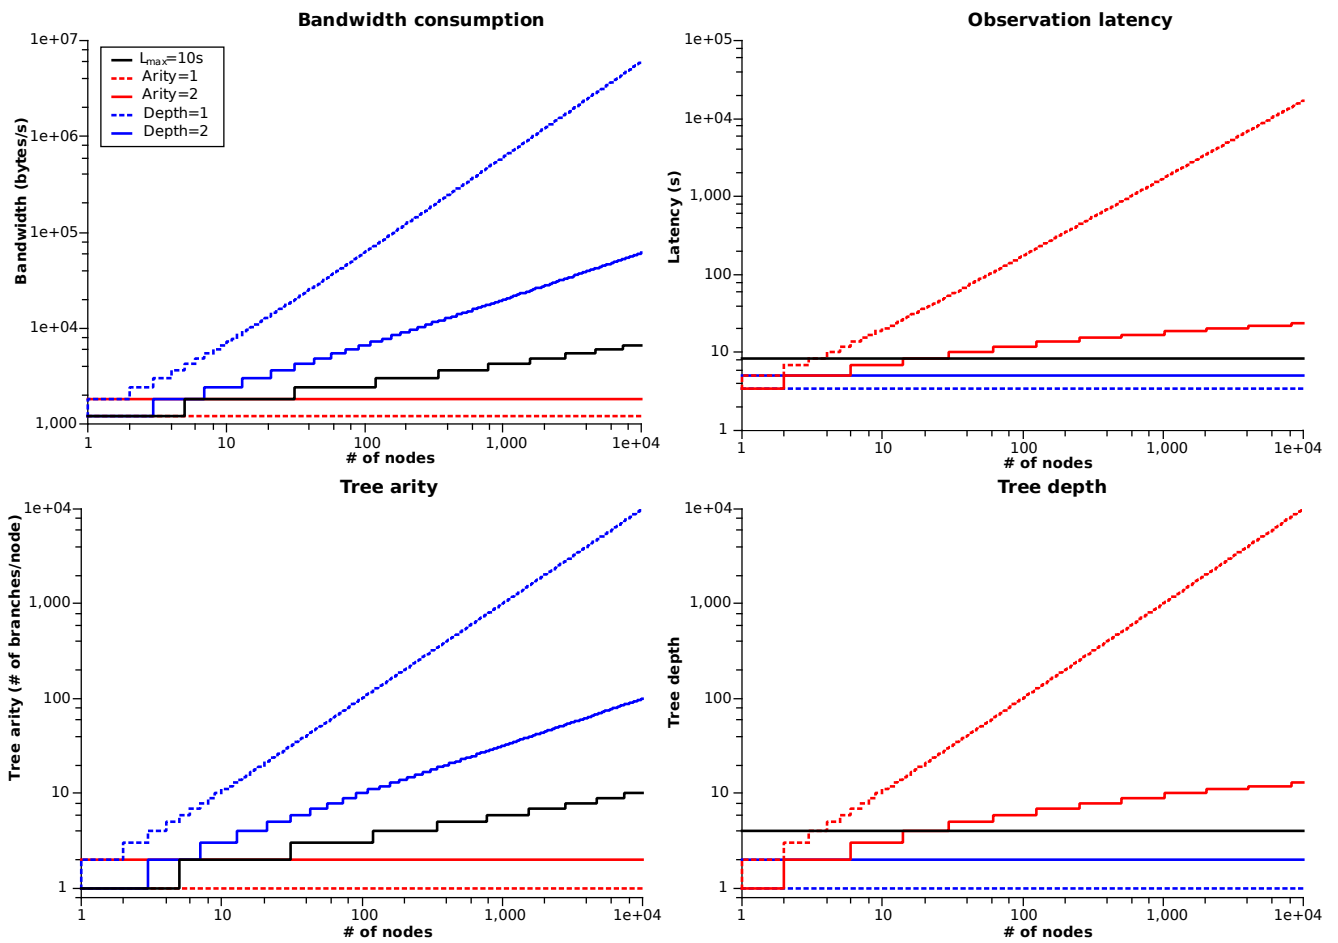 Bandwidth consumption
1e+07
1e+06
1e+05
1e+04
1,000
Bandwidth (bytes/s)
Lmax=10s
Arity=1
Arity=2
Depth=1
Depth=2
1 10 100 1,000 1e+04
# of nodes
Observation latency
1e+05
1e+04
1,000
100
10
1
Latency (s)
1 10 100 1,000 1e+04
# of nodes
Tree arity
1e+04
1,000
100
10
1
Tree arity (# of branches/node)
1 10 100 1,000 1e+04
# of nodes
Tree depth
1e+04
1,000
100
10
1
Tree depth
1 10 100 1,000 1e+04
# of nodes